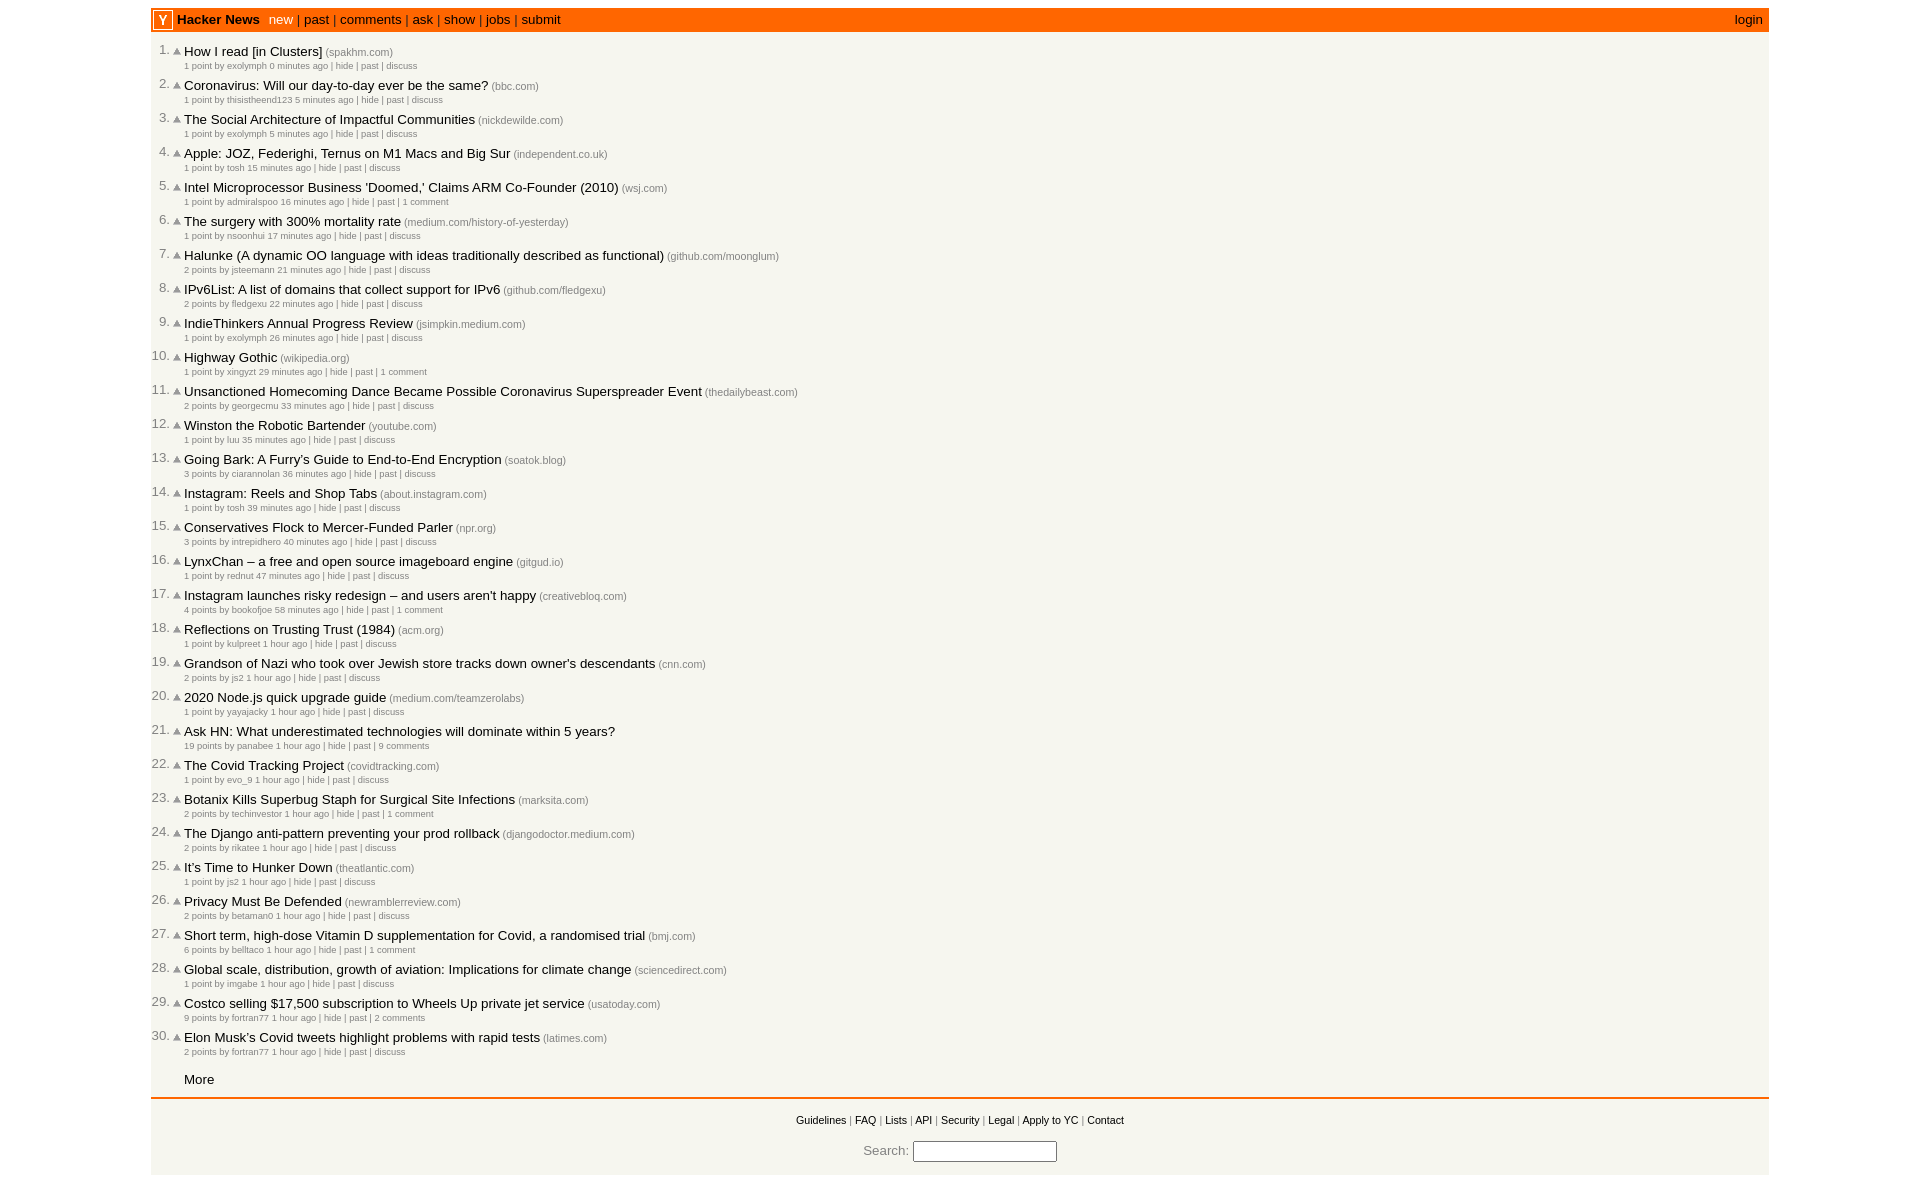 Y Hacker News new | past | comments | ask | show | jobs | submit login
1. How I read [in Clusters] (spakhm.com)
1 point by exolymph 0 minutes ago | hide | past | discuss
2. Coronavirus: Will our day-to-day ever be the same? (bbc.com)
1 point by thisistheend123 5 minutes ago | hide | past | discuss
3. The Social Architecture of Impactful Communities (nickdewilde.com)
1 point by exolymph 5 minutes ago | hide | past | discuss
4. Apple: JOZ, Federighi, Ternus on M1 Macs and Big Sur (independent.co.uk)
1 point by tosh 15 minutes ago | hide | past | discuss
5. Intel Microprocessor Business 'Doomed,' Claims ARM Co-Founder (2010) (wsj.com)
1 point by admiralspoo 16 minutes ago | hide | past | 1 comment
6. The surgery with 300% mortality rate (medium.com/history-of-yesterday)
1 point by nsoonhui 17 minutes ago | hide | past | discuss
7. Halunke (A dynamic OO language with ideas traditionally described as functional) (github.com/moonglum)
2 points by jsteemann 21 minutes ago | hide | past | discuss
8. IPv6List: A list of domains that collect support for IPv6 (github.com/fledgexu)
2 points by fledgexu 22 minutes ago | hide | past | discuss
9. IndieThinkers Annual Progress Review (jsimpkin.medium.com)
1 point by exolymph 26 minutes ago | hide | past | discuss
10. Highway Gothic (wikipedia.org)
1 point by xingyzt 29 minutes ago | hide | past | 1 comment
11. Unsanctioned Homecoming Dance Became Possible Coronavirus Superspreader Event (thedailybeast.com)
2 points by georgecmu 33 minutes ago | hide | past | discuss
12. Winston the Robotic Bartender (youtube.com)
1 point by luu 35 minutes ago | hide | past | discuss
13. Going Bark: A Furry’s Guide to End-to-End Encryption (soatok.blog)
3 points by ciarannolan 36 minutes ago | hide | past | discuss
14. Instagram: Reels and Shop Tabs (about.instagram.com)
1 point by tosh 39 minutes ago | hide | past | discuss
15. Conservatives Flock to Mercer-Funded Parler (npr.org)
3 points by intrepidhero 40 minutes ago | hide | past | discuss
16. LynxChan – a free and open source imageboard engine (gitgud.io)
1 point by rednut 47 minutes ago | hide | past | discuss
17. Instagram launches risky redesign – and users aren't happy (creativebloq.com)
4 points by bookofjoe 58 minutes ago | hide | past | 1 comment
18. Reflections on Trusting Trust (1984) (acm.org)
1 point by kulpreet 1 hour ago | hide | past | discuss
19. Grandson of Nazi who took over Jewish store tracks down owner's descendants (cnn.com)
2 points by js2 1 hour ago | hide | past | discuss
20. 2020 Node.js quick upgrade guide (medium.com/teamzerolabs)
1 point by yayajacky 1 hour ago | hide | past | discuss
21. Ask HN: What underestimated technologies will dominate within 5 years?
19 points by panabee 1 hour ago | hide | past | 9 comments
22. The Covid Tracking Project (covidtracking.com)
1 point by evo_9 1 hour ago | hide | past | discuss
23. Botanix Kills Superbug Staph for Surgical Site Infections (marksita.com)
2 points by techinvestor 1 hour ago | hide | past | 1 comment
24. The Django anti-pattern preventing your prod rollback (djangodoctor.medium.com)
2 points by rikatee 1 hour ago | hide | past | discuss
25. It’s Time to Hunker Down (theatlantic.com)
1 point by js2 1 hour ago | hide | past | discuss
26. Privacy Must Be Defended (newramblerreview.com)
2 points by betaman0 1 hour ago | hide | past | discuss
27. Short term, high-dose Vitamin D supplementation for Covid, a randomised trial (bmj.com)
6 points by belltaco 1 hour ago | hide | past | 1 comment
28. Global scale, distribution, growth of aviation: Implications for climate change (sciencedirect.com)
1 point by imgabe 1 hour ago | hide | past | discuss
29. Costco selling $17,500 subscription to Wheels Up private jet service (usatoday.com)
9 points by fortran77 1 hour ago | hide | past | 2 comments
30. Elon Musk’s Covid tweets highlight problems with rapid tests (latimes.com)
2 points by fortran77 1 hour ago | hide | past | discuss
More
Guidelines | FAQ | Lists | API | Security | Legal | Apply to YC | Contact
Search: